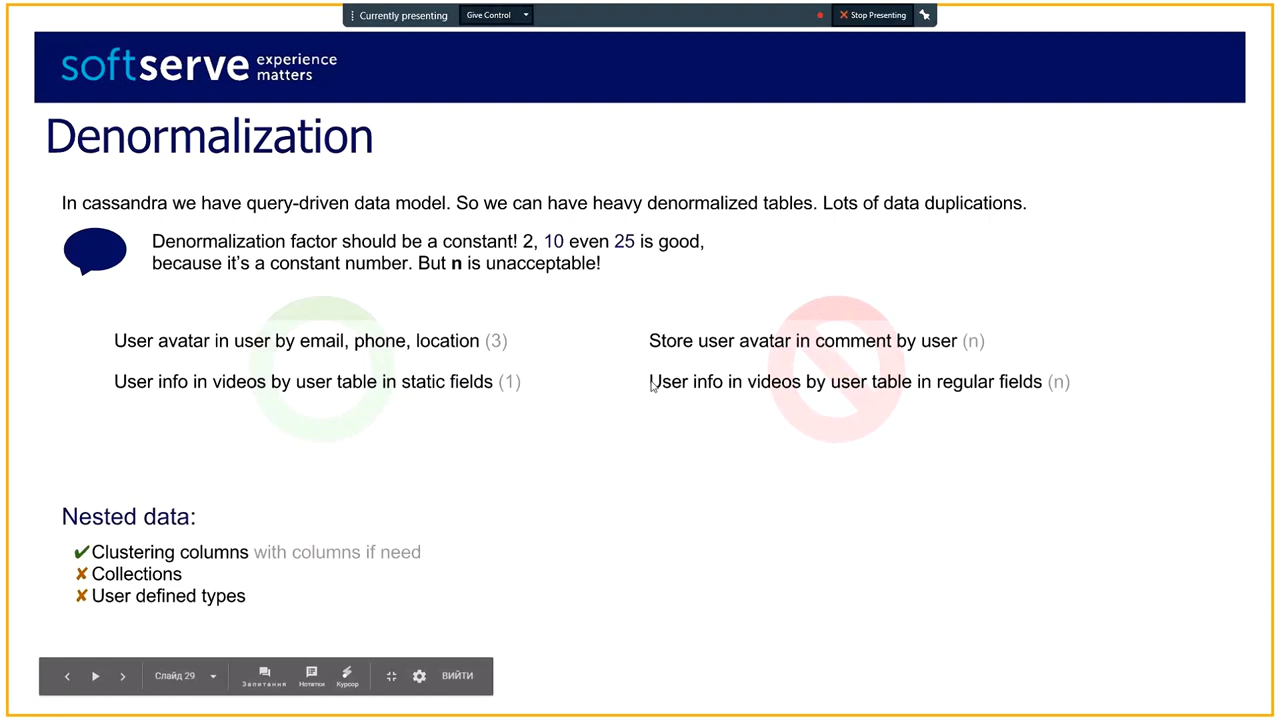 Currently presenting
Give Control
Stop Presenting
softserve experience matters
Denormalization
In cassandra we have query-driven data model. So we can have heavy denormalized tables. Lots of data duplications.
Denormalization factor should be a constant! 2, 10 even 25 is good,
because it's a constant number. But n is unacceptable!
User avatar in user by email, phone, location (3)
User info in videos by user table in static fields (1)
Store user avatar in comment by user (n)
User info in videos by user table in regular fields (n)
Nested data:
✔ Clustering columns with columns if need
✘ Collections
✘ User defined types
Слайд 29
Запитання
Нотатки
Курсор
ВИЙТИ